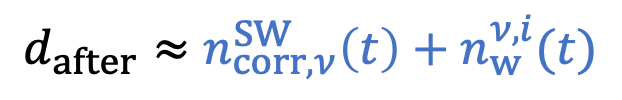 d_after ≈ n^SW_corr,ν(t) + n^ν,i_w(t)